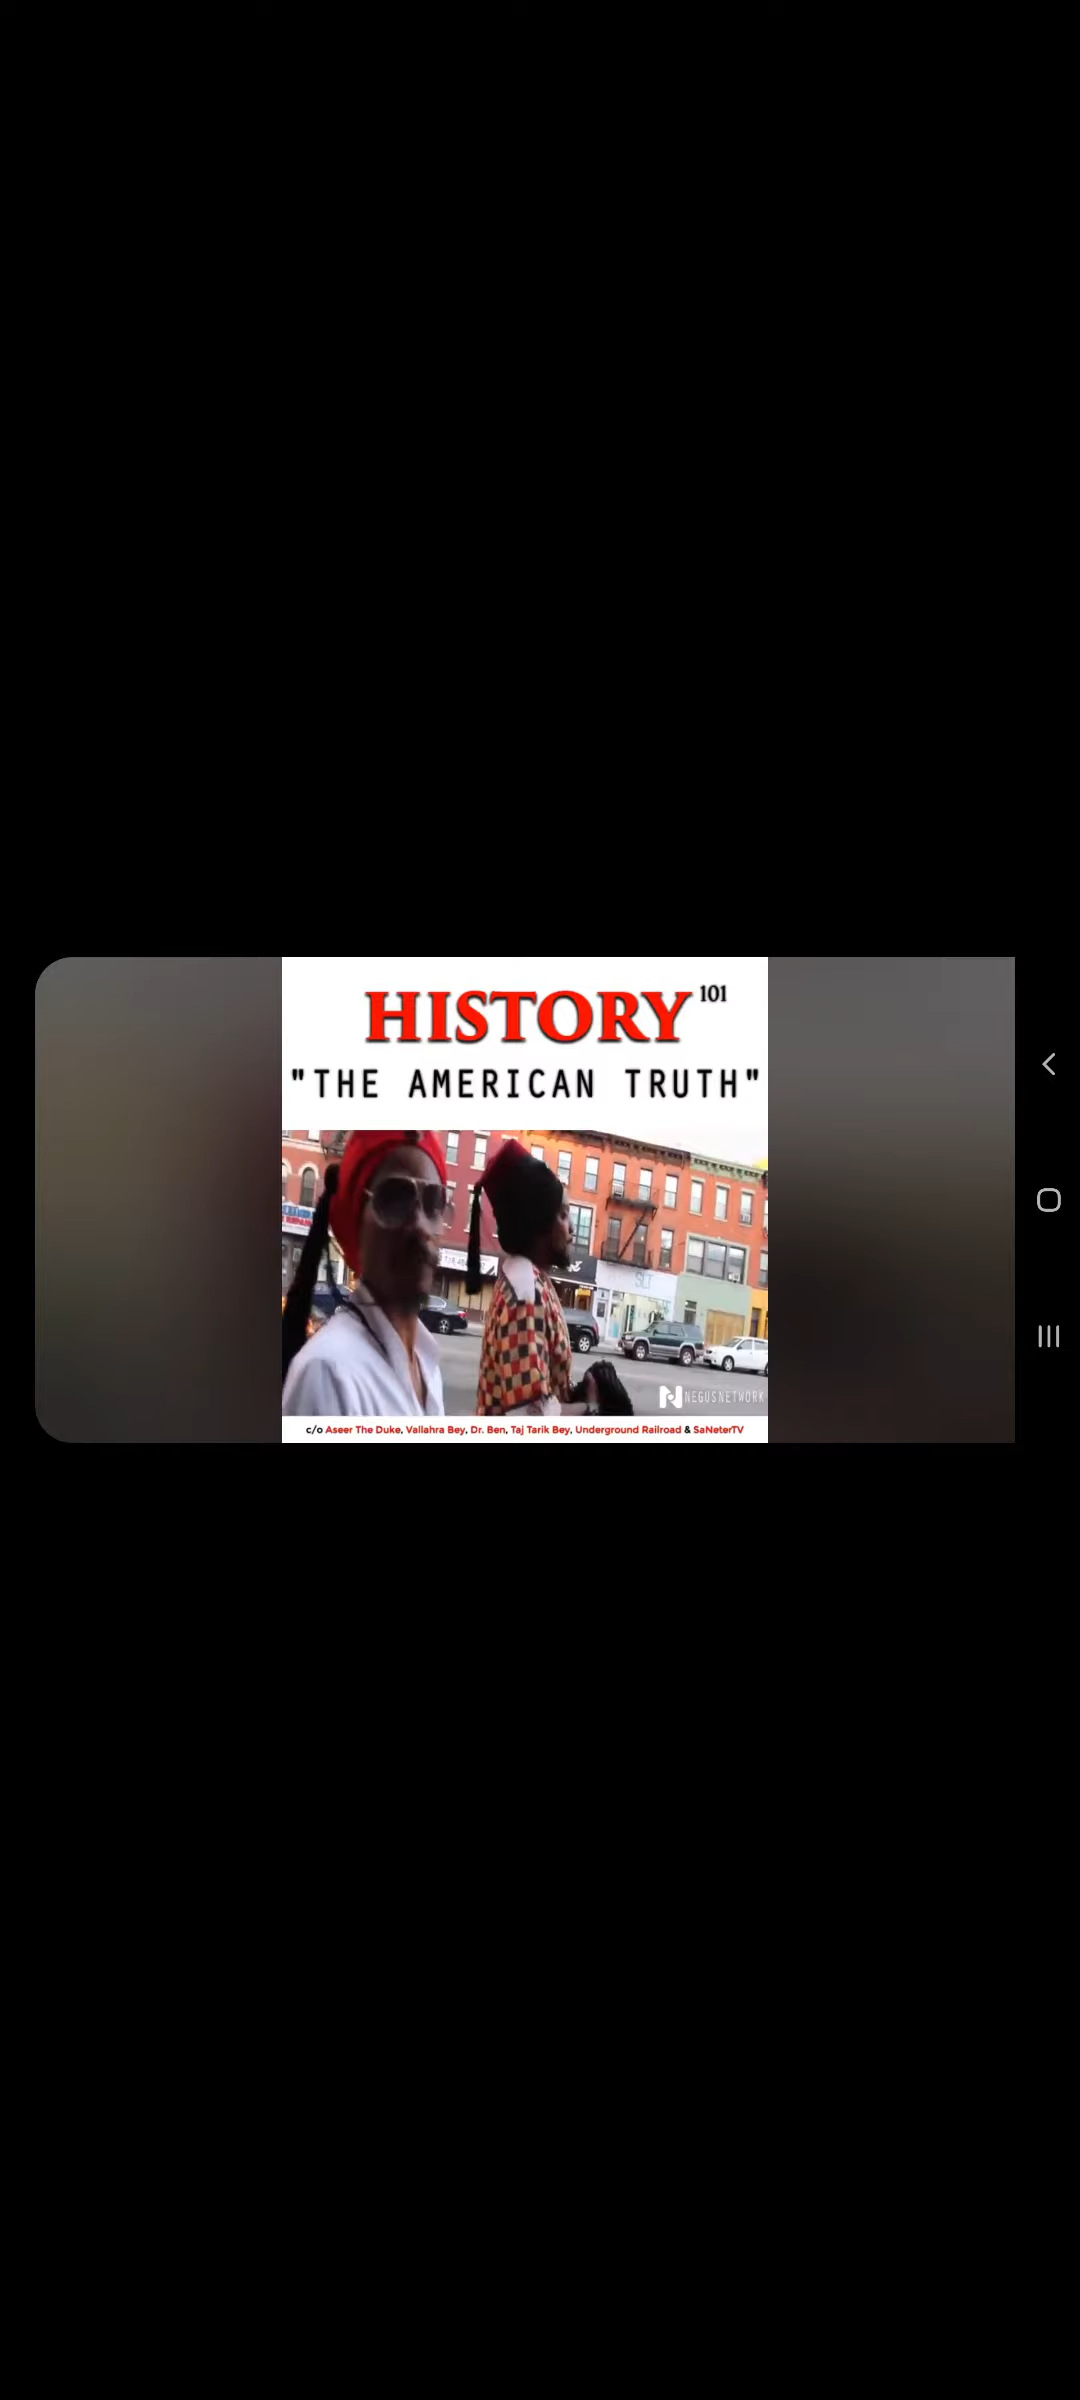 HISTORY 101
"THE AMERICAN TRUTH"
SLT
NEGUSNETWORK
c/o Aseer The Duke, Vallahra Bey, Dr. Ben, Taj Tarik Bey, Underground Railroad & SaNeterTV